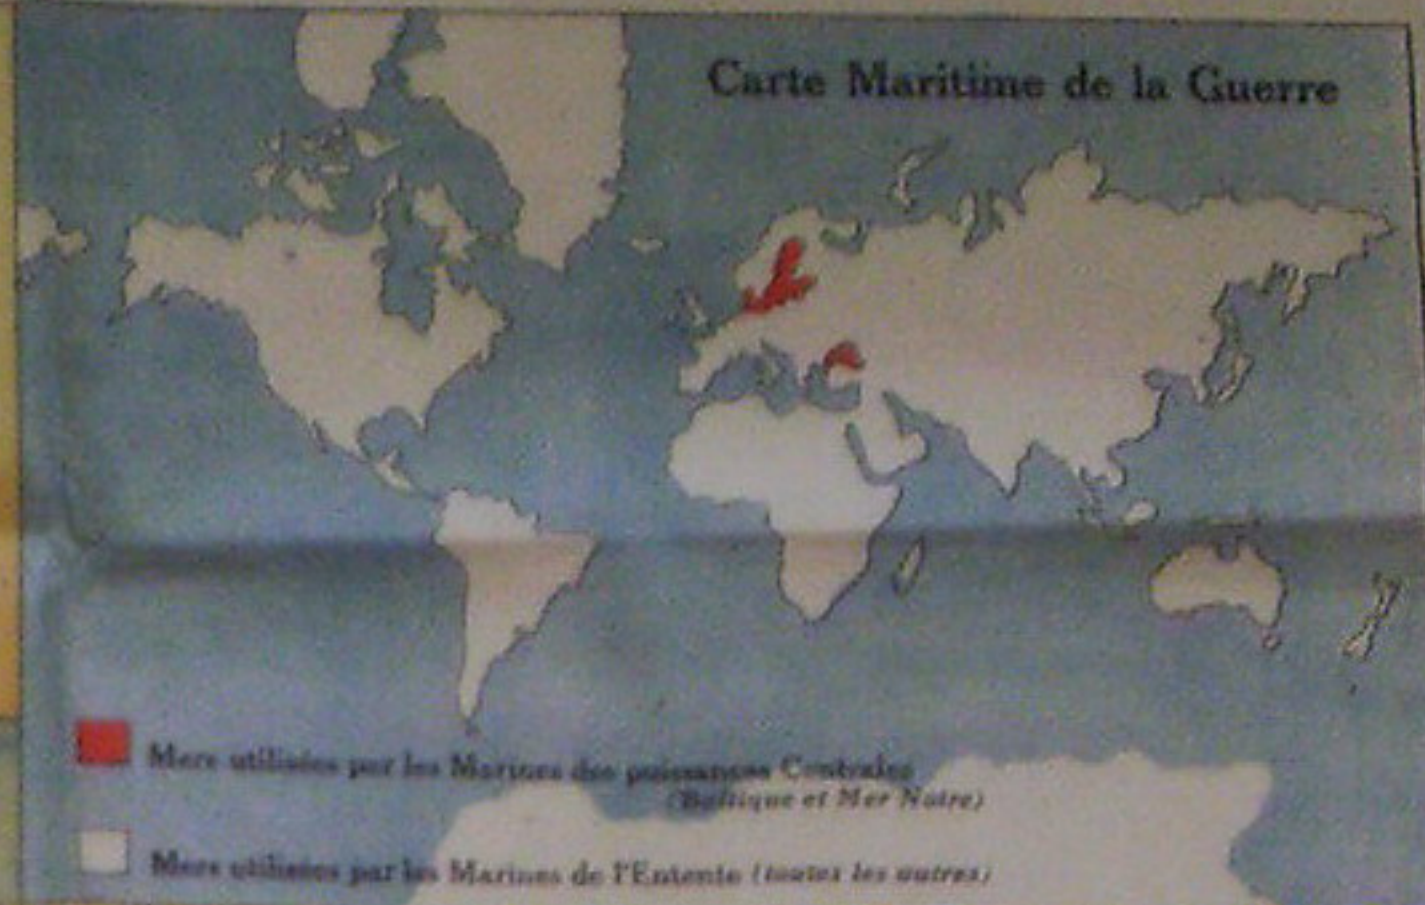 Carte Maritime de la Guerre
Mers utilisées par les Marines des puissances Centrales
(Baltique et Mer Noire)
Mers utilisées par les Marines de l'Entente (toutes les autres)